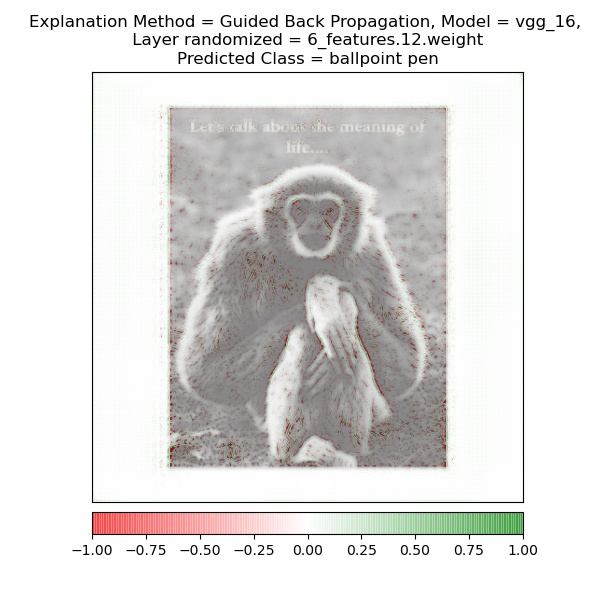 Explanation Method = Guided Back Propagation, Model = vgg_16,
Layer randomized = 6_features.12.weight
Predicted Class = ballpoint pen
Let's talk about the meaning of
life....
−1.00 −0.75 −0.50 −0.25 0.00 0.25 0.50 0.75 1.00